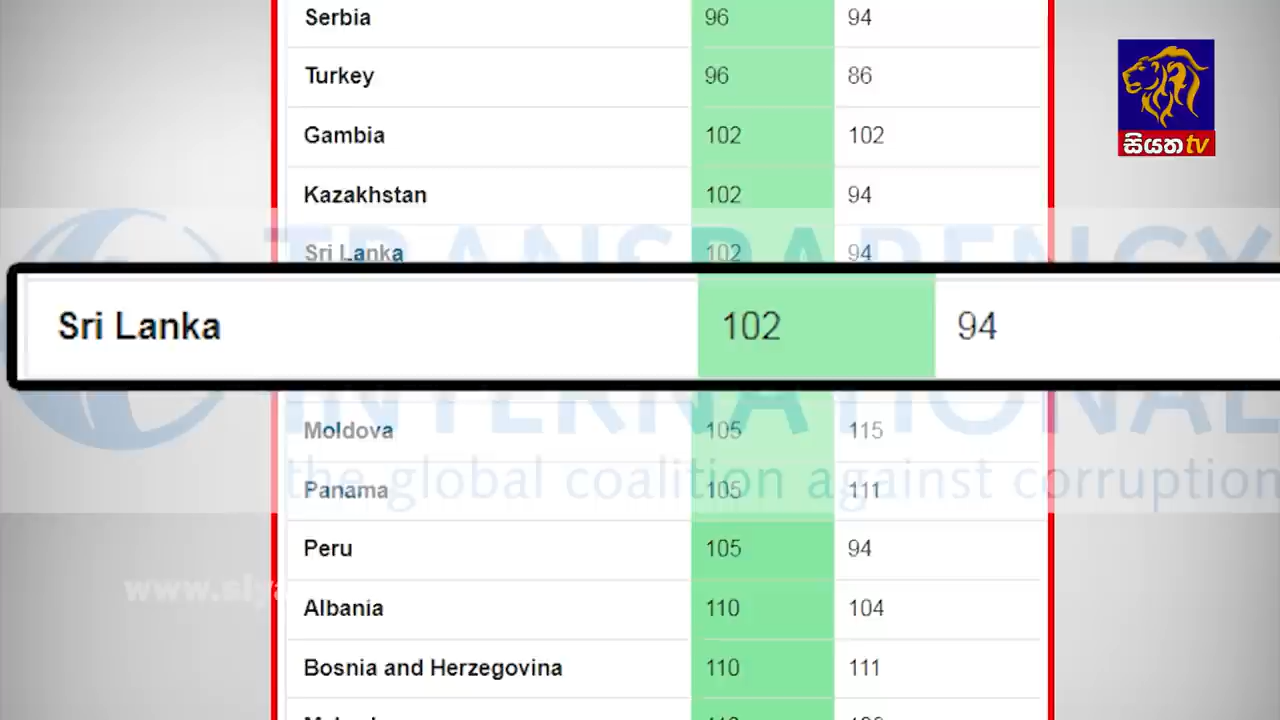 Serbia 96 94
Turkey 96 86
සියත tv
Gambia 102 102
Kazakhstan 102 94
TRANSPARENCY
Sri Lanka 102 94
Sri Lanka 102 94
INTERNATIONAL
Moldova 105 115
the global coalition against corruption
Panama 105 111
Peru 105 94
Albania 110 104
Bosnia and Herzegovina 110 111